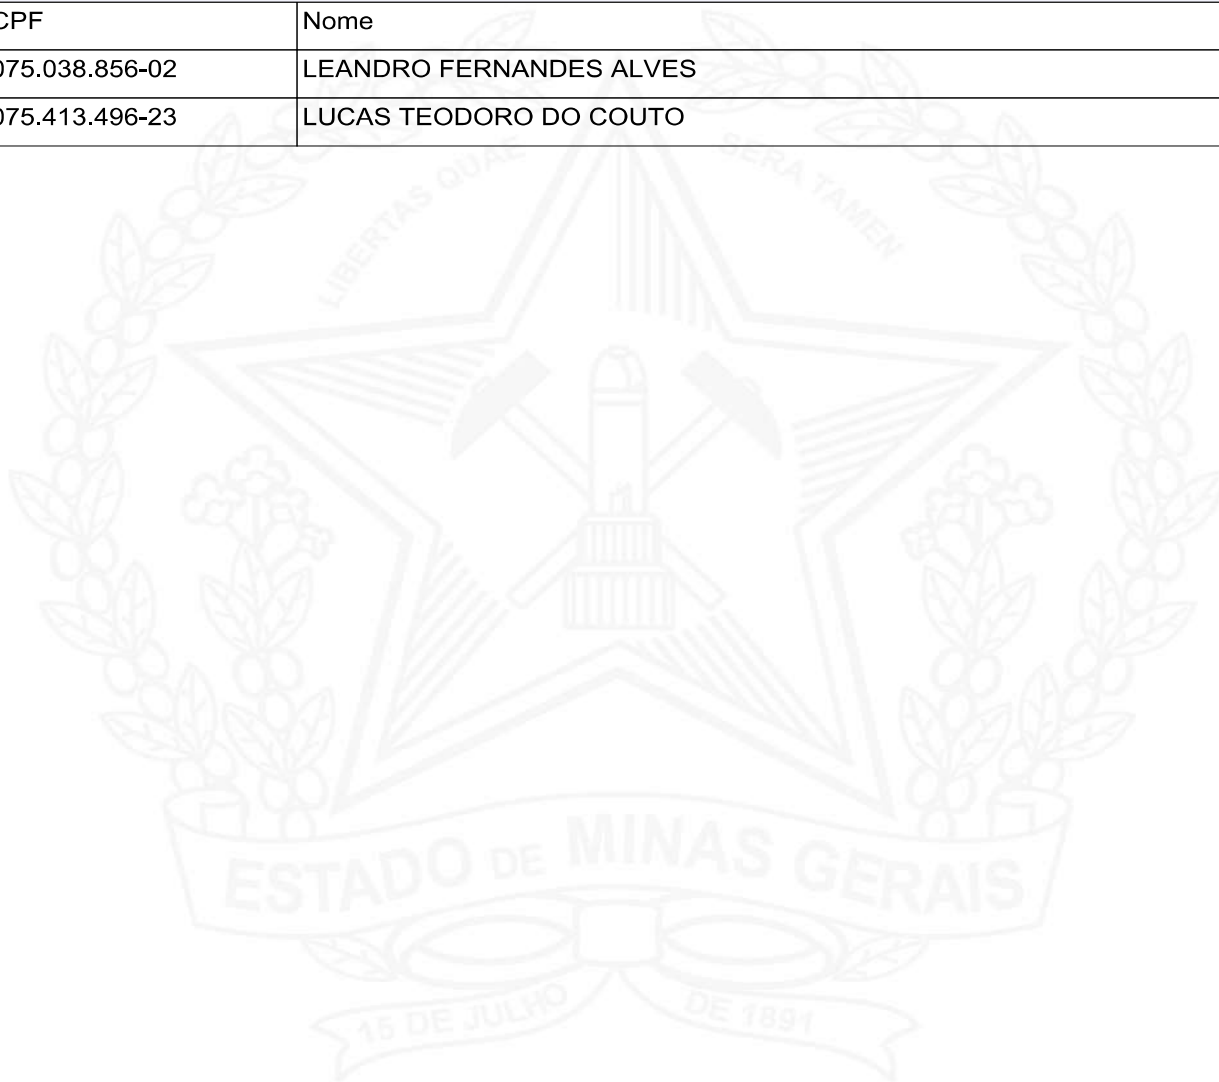 CPF Nome
075.038.856-02 LEANDRO FERNANDES ALVES
075.413.496-23 LUCAS TEODORO DO COUTO
LIBERTAS QUAE SERA TAMEN
ESTADO DE MINAS GERAIS
15 DE JULHO DE 1891